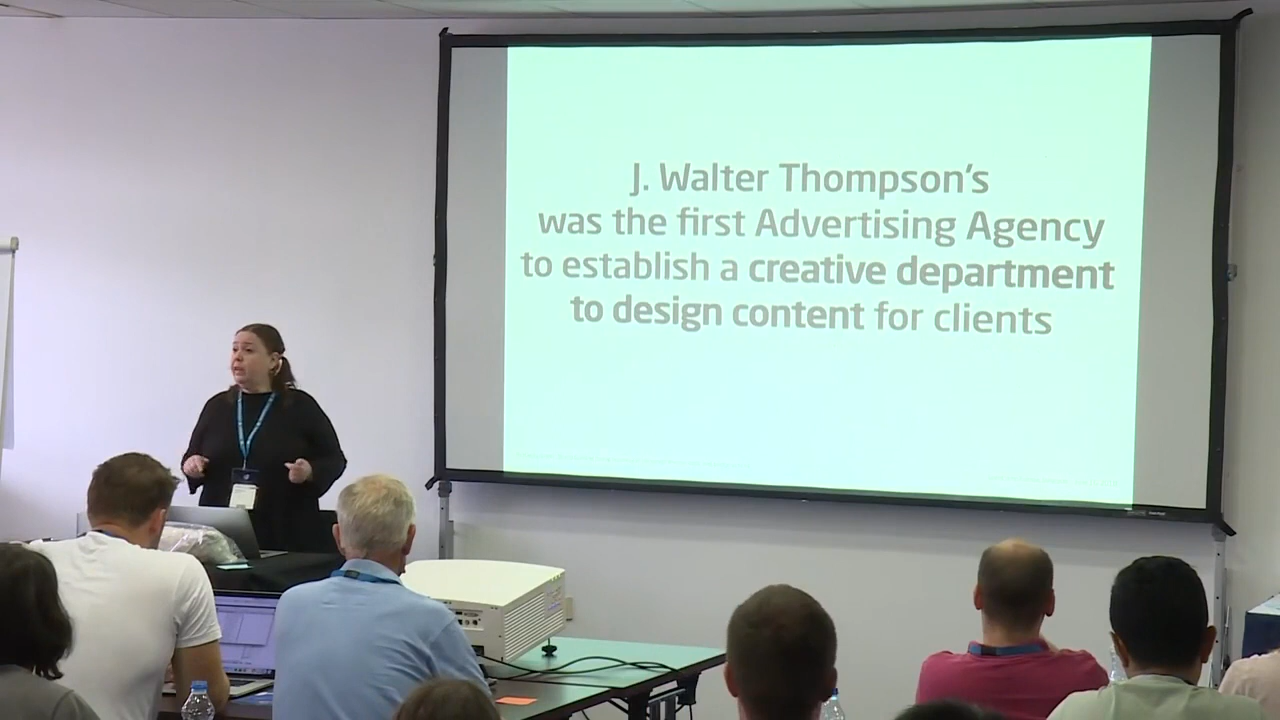 J. Walter Thompson’s
was the first Advertising Agency
to establish a creative department
to design content for clients